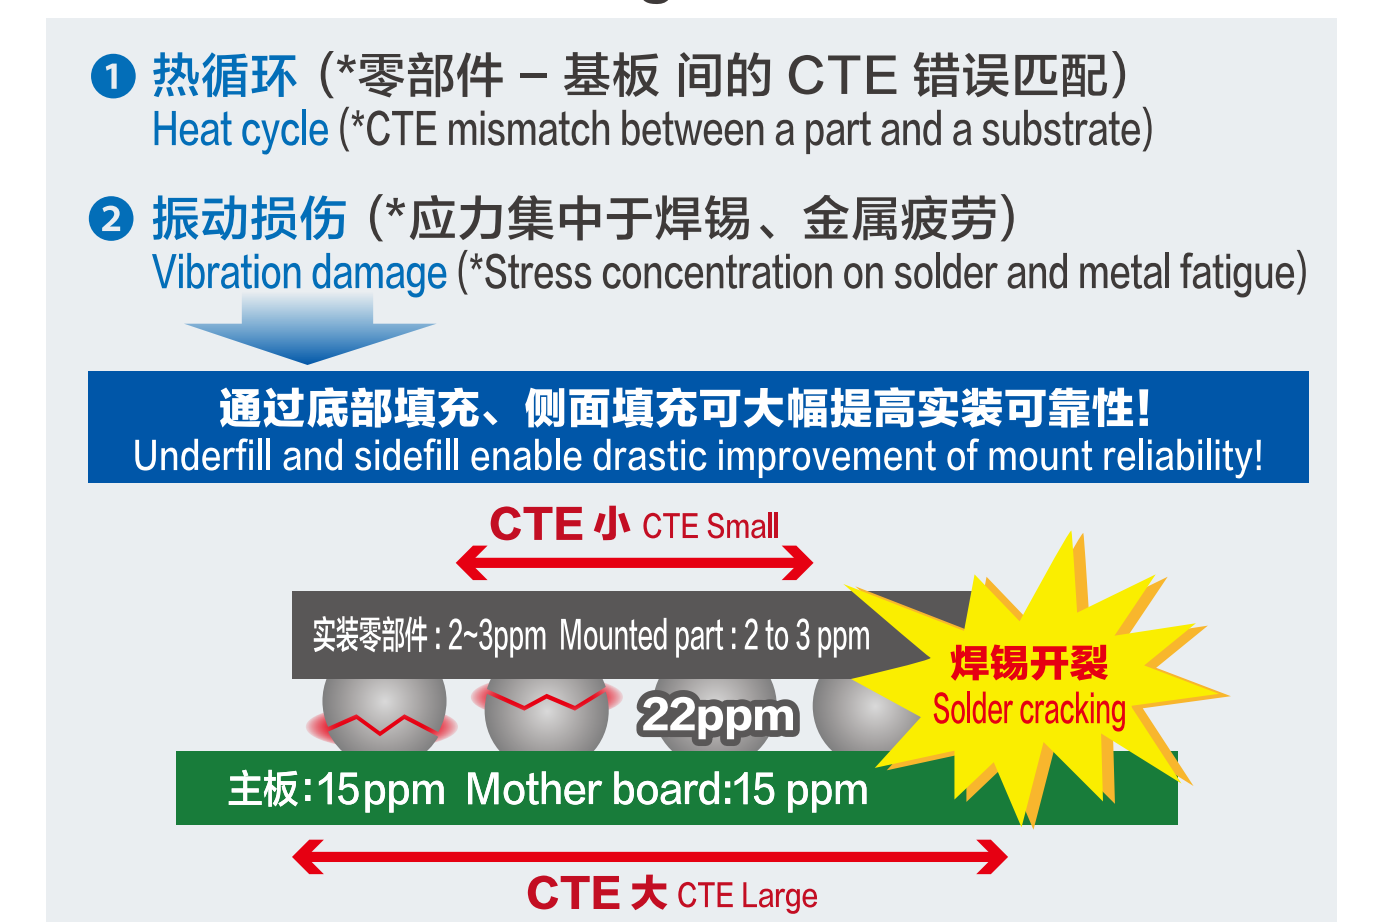 ❶ 热循环（*零部件 – 基板 间的 CTE 错误匹配）
Heat cycle (*CTE mismatch between a part and a substrate)
❷ 振动损伤（*应力集中于焊锡、金属疲劳）
Vibration damage (*Stress concentration on solder and metal fatigue)
通过底部填充、侧面填充可大幅提高实装可靠性!
Underfill and sidefill enable drastic improvement of mount reliability!
CTE 小 CTE Small
实装零部件 : 2~3ppm Mounted part : 2 to 3 ppm
焊锡开裂
Solder cracking
22ppm
主板:15ppm Mother board:15 ppm
CTE 大 CTE Large